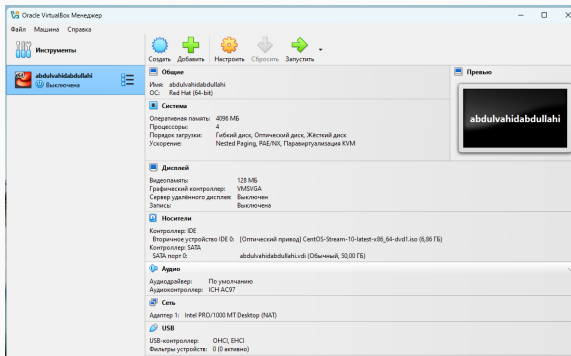 Oracle VirtualBox Менеджер
Файл Машина Справка
Инструменты
Создать Добавить Настроить Сбросить Запустить
abdulvahidabdullahi
Выключена
Общие
Имя: abdulvahidabdullahi
ОС: Red Hat (64-bit)
Превью
abdulvahidabdullahi
Система
Оперативная память: 4096 МБ
Процессоры: 4
Порядок загрузки: Гибкий диск, Оптический диск, Жёсткий диск
Ускорение: Nested Paging, PAE/NX, Паравиртуализация KVM
Дисплей
Видеопамять: 128 МБ
Графический контроллер: VMSVGA
Сервер удалённого дисплея: Выключен
Запись: Выключена
Носители
Контроллер: IDE
Вторичное устройство IDE 0: [Оптический привод] CentOS-Stream-10-latest-x86_64-dvd1.iso (6,86 ГБ)
Контроллер: SATA
SATA порт 0: abdulvahidabdullahi.vdi (Обычный, 50,00 ГБ)
Аудио
Аудиодрайвер: По умолчанию
Аудиоконтроллер: ICH AC97
Сеть
Адаптер 1: Intel PRO/1000 MT Desktop (NAT)
USB
USB-контроллер: OHCI, EHCI
Фильтры устройств: 0 (0 активно)